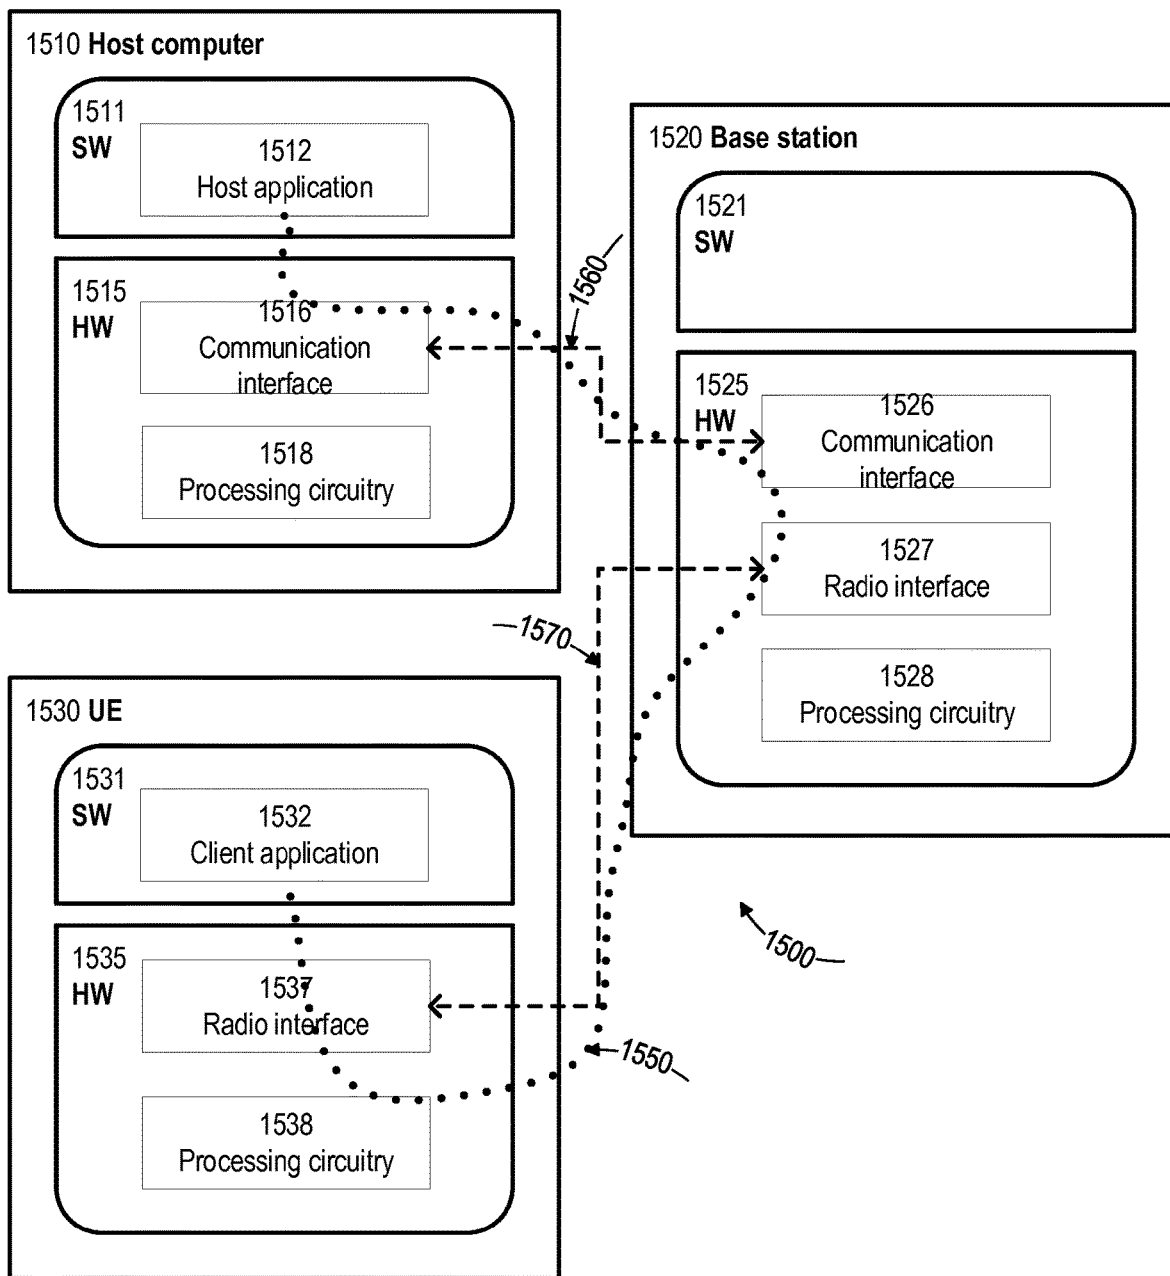 1510 Host computer
1511
SW
1512
Host application
1515
HW
1516
Communication
interface
1518
Processing circuitry
1560
1520 Base station
1521
SW
1525
HW
1526
Communication
interface
1527
Radio interface
1528
Processing circuitry
1570
1530 UE
1531
SW
1532
Client application
1535
HW
1537
Radio interface
1538
Processing circuitry
1500
1550